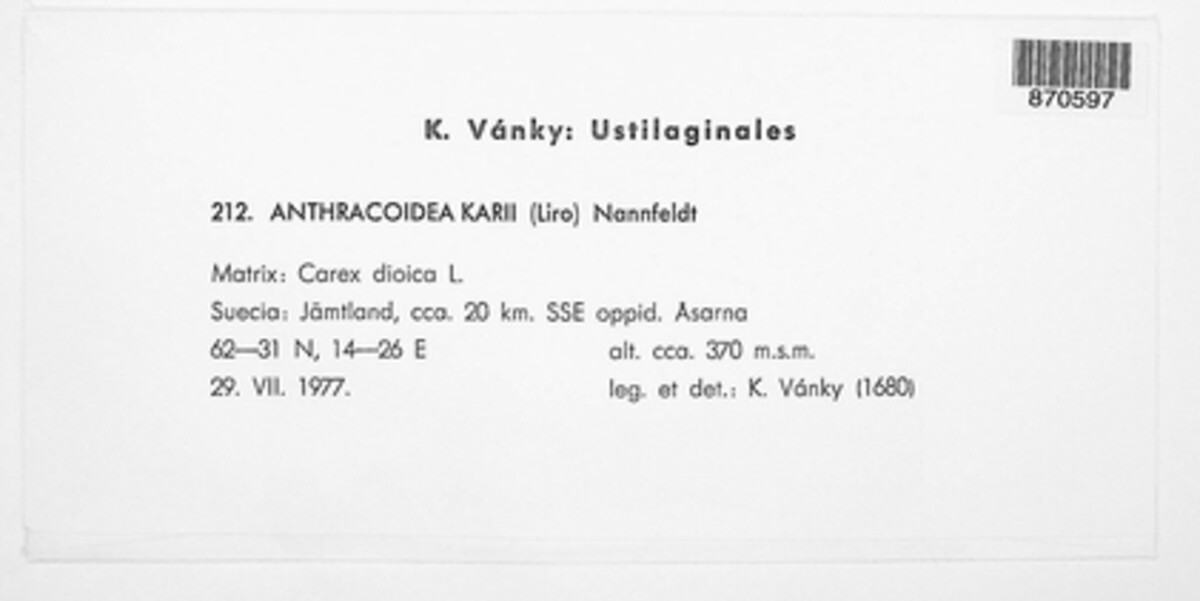 870597
K. Vánky: Ustilaginales
212. ANTHRACOIDEA KARII (Liro) Nannfeldt
Matrix: Carex dioica L.
Suecia: Jämtland, cca. 20 km. SSE oppid. Åsarna
62—31 N, 14—26 E alt. cca. 370 m.s.m.
29. VII. 1977. leg. et det.: K. Vánky (1680)